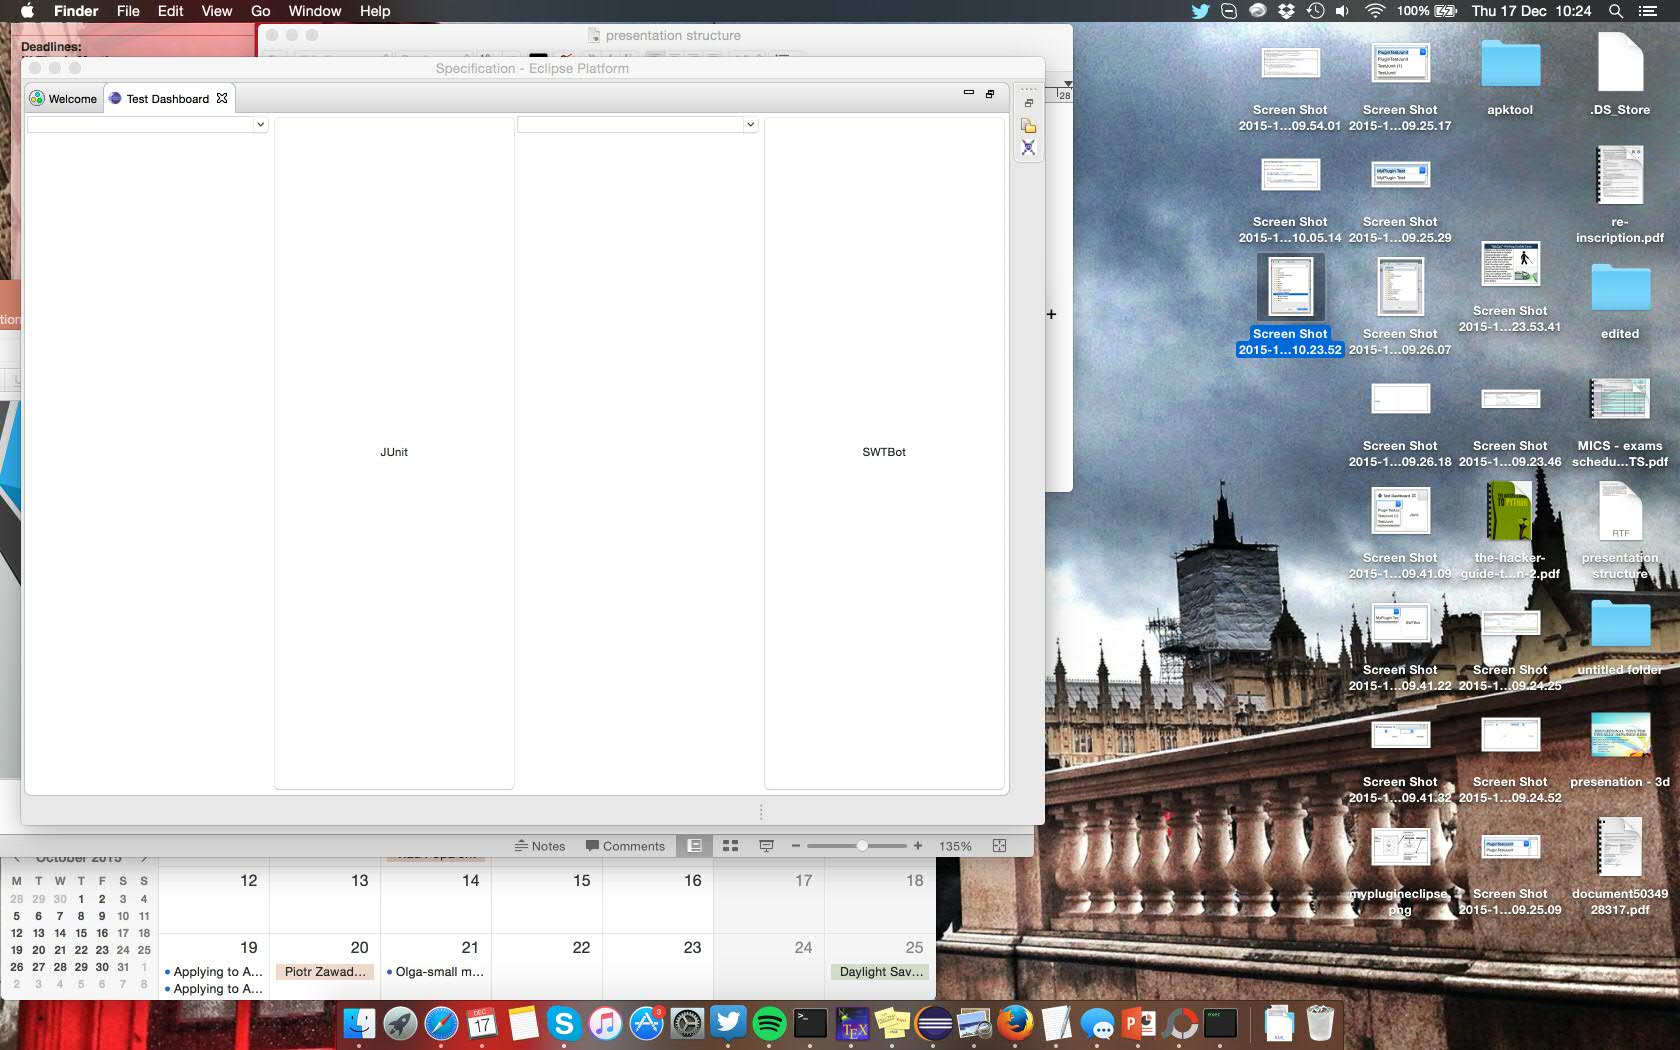 Finder File Edit View Go Window Help
100% Thu 17 Dec 10:24
Deadlines:
presentation structure
Specification - Eclipse Platform
28
Welcome
Test Dashboard
JUnit
SWTBot
Notes
Comments
135%
October 2015
M T W T F S S
28 29 30 1 2 3 4
5 6 7 8 9 10 11
12 13 14 15 16 17 18
19 20 21 22 23 24 25
26 27 28 29 30 31 1
2 3 4 5 6 7 8
12 13 14 15 16 17 18
19 20 21 22 23 24 25
Applying to A...
Piotr Zawad...
Olga-small m...
Daylight Sav...
Applying to A...
Screen Shot
2015-1...09.54.01
Screen Shot
2015-1...09.25.17
apktool
.DS_Store
Screen Shot
2015-1...10.05.14
Screen Shot
2015-1...09.25.29
re-
inscription.pdf
Screen Shot
2015-1...10.23.52
Screen Shot
2015-1...09.26.07
Screen Shot
2015-1...23.53.41
edited
Screen Shot
2015-1...09.26.18
Screen Shot
2015-1...09.23.46
MICS - exams
schedu...TS.pdf
Screen Shot
2015-1...09.41.09
the-hacker-
guide-t...n-2.pdf
RTF
presentation
structure
Screen Shot
2015-1...09.41.22
Screen Shot
2015-1...09.24.25
untitled folder
Screen Shot
2015-1...09.41.32
Screen Shot
2015-1...09.24.52
presenation - 3d
myplugineclipse.
png
Screen Shot
2015-1...09.25.09
document50349
28317.pdf
DEC
17
3